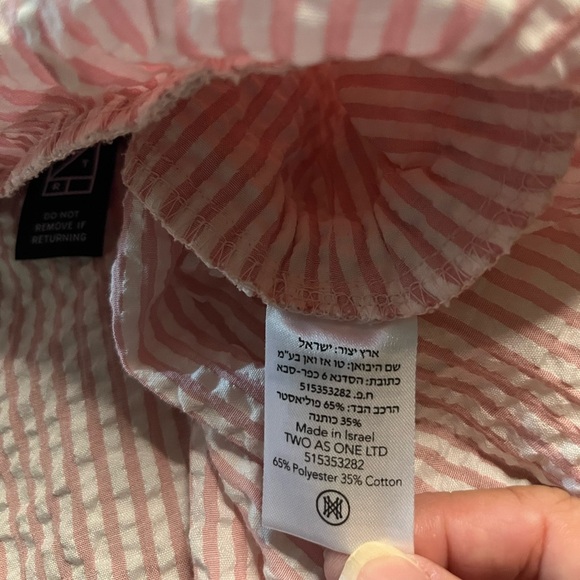 T
R
DO NOT
REMOVE IF
RETURNING
ארץ יצור: ישראל
שם היבואן: טו אז וואן בע"מ
כתובת: הסדנא 6 כפר-סבא
ח.פ. 515353282
הרכב הבד: 65% פוליאסטר
35% כותנה
Made in Israel
TWO AS ONE LTD
515353282
65% Polyester 35% Cotton